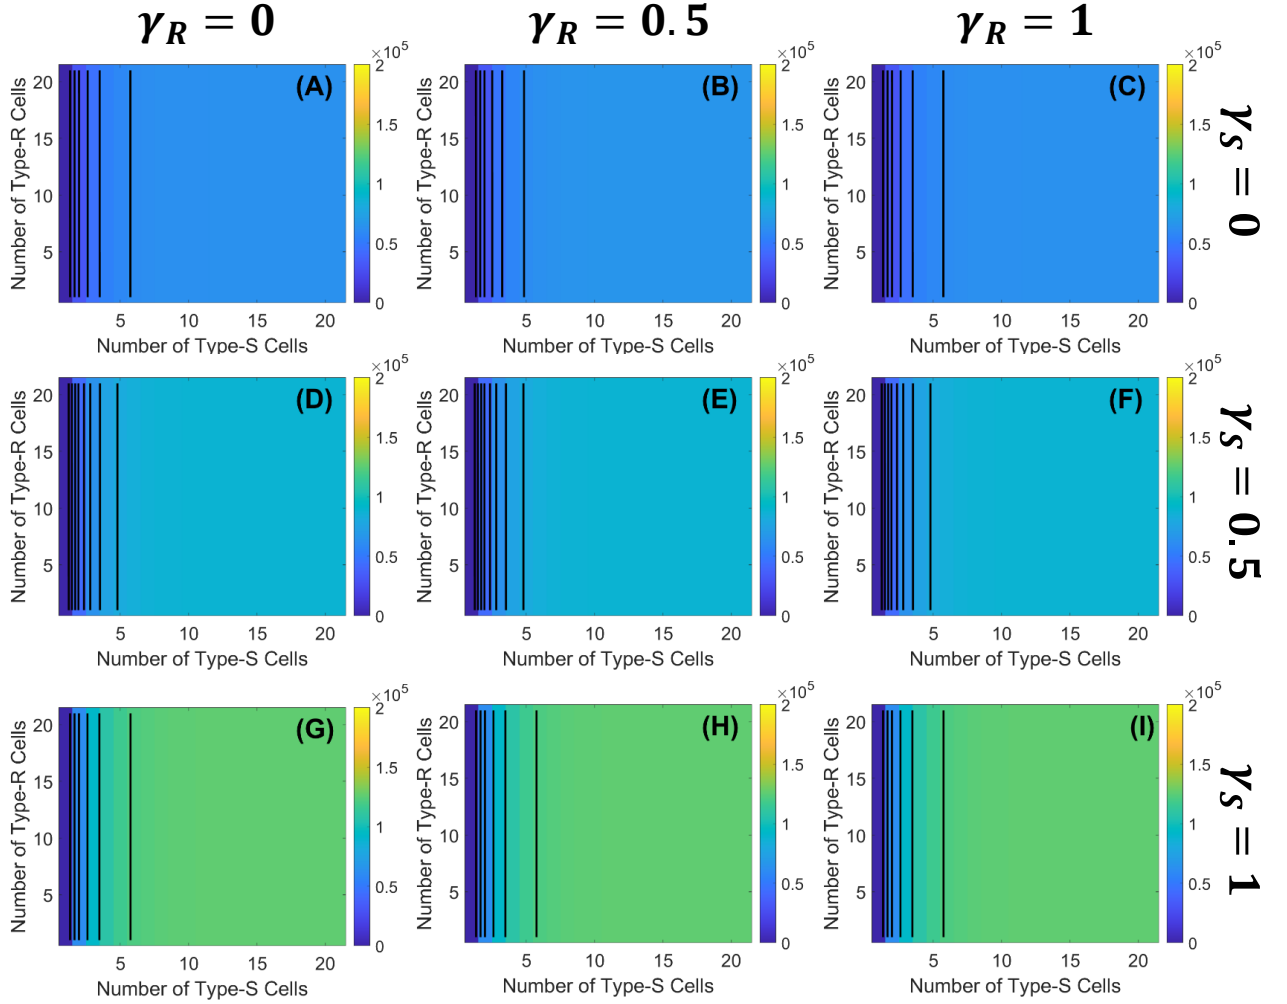 γ_R = 0
γ_R = 0.5
γ_R = 1
×10^5
×10^5
×10^5
Number of Type-R Cells
20
15
10
5
(A)
2
1.5
1
0.5
0
5 10 15 20
Number of Type-S Cells
Number of Type-R Cells
20
15
10
5
(B)
2
1.5
1
0.5
0
5 10 15 20
Number of Type-S Cells
Number of Type-R Cells
20
15
10
5
(C)
2
1.5
1
0.5
0
5 10 15 20
Number of Type-S Cells
γ_S = 0
×10^5
×10^5
×10^5
Number of Type-R Cells
20
15
10
5
(D)
2
1.5
1
0.5
0
5 10 15 20
Number of Type-S Cells
Number of Type-R Cells
20
15
10
5
(E)
2
1.5
1
0.5
0
5 10 15 20
Number of Type-S Cells
Number of Type-R Cells
20
15
10
5
(F)
2
1.5
1
0.5
0
5 10 15 20
Number of Type-S Cells
γ_S = 0.5
×10^5
×10^5
×10^5
Number of Type-R Cells
20
15
10
5
(G)
2
1.5
1
0.5
0
5 10 15 20
Number of Type-S Cells
Number of Type-R Cells
20
15
10
5
(H)
2
1.5
1
0.5
0
5 10 15 20
Number of Type-S Cells
Number of Type-R Cells
20
15
10
5
(I)
2
1.5
1
0.5
0
5 10 15 20
Number of Type-S Cells
γ_S = 1